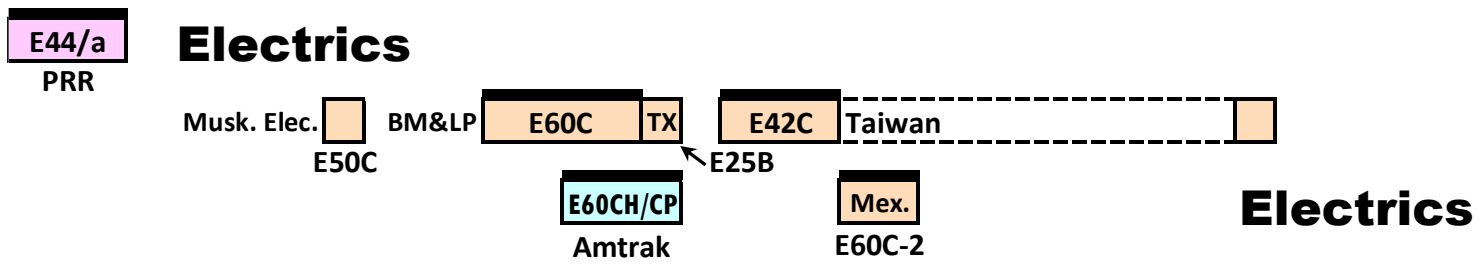 E44/a
Electrics
PRR
Musk. Elec.
BM&LP
E60C
TX
E42C
Taiwan
E50C
E25B
E60CH/CP
Mex.
Electrics
Amtrak
E60C-2